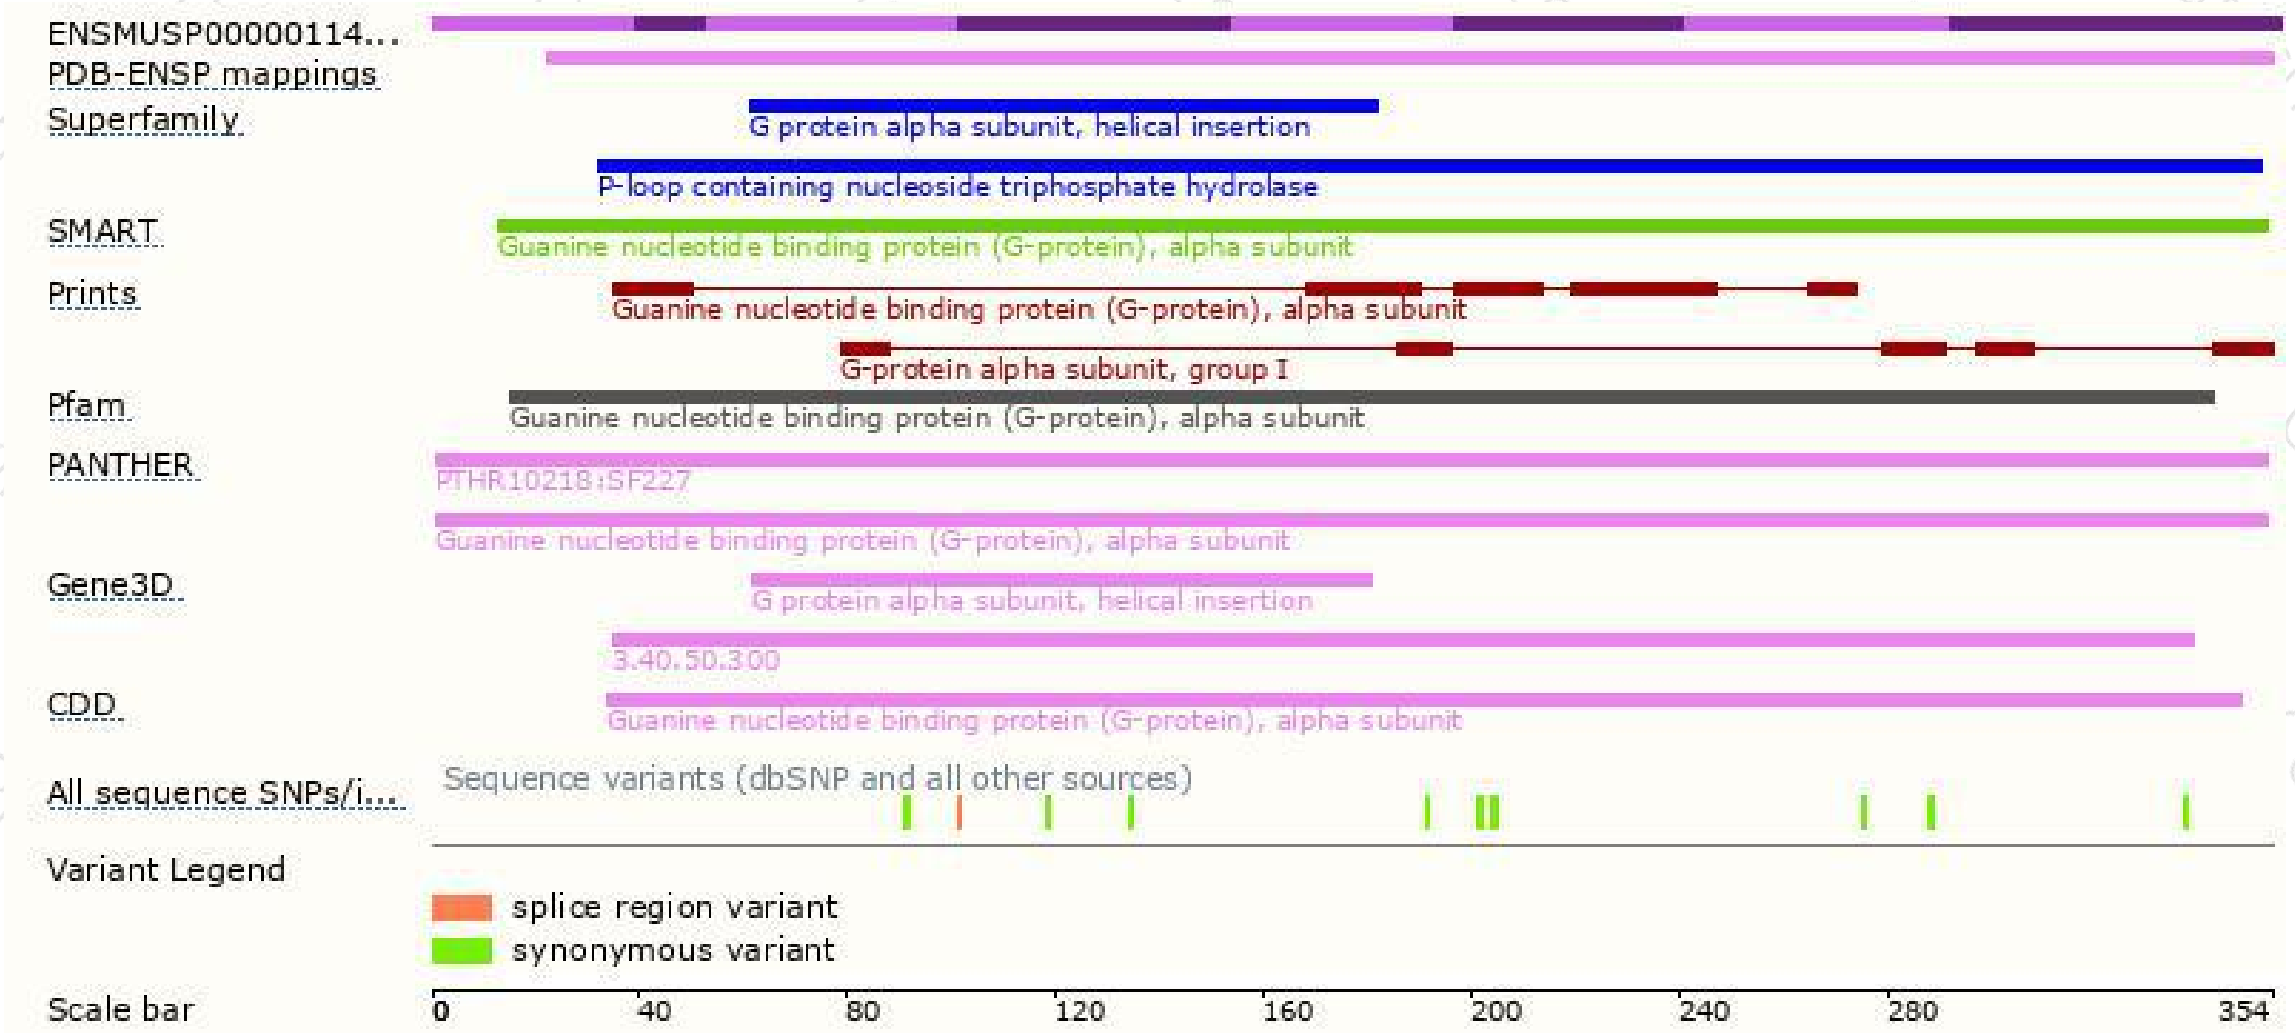 ENSMUSP00000114...
PDB-ENSP mappings
Superfamily
G protein alpha subunit, helical insertion
P-loop containing nucleoside triphosphate hydrolase
SMART
Guanine nucleotide binding protein (G-protein), alpha subunit
Prints
Guanine nucleotide binding protein (G-protein), alpha subunit
G-protein alpha subunit, group I
Pfam
Guanine nucleotide binding protein (G-protein), alpha subunit
PANTHER
PTHR10218:SF227
Guanine nucleotide binding protein (G-protein), alpha subunit
Gene3D
G protein alpha subunit, helical insertion
3.40.50.300
CDD
Guanine nucleotide binding protein (G-protein), alpha subunit
Sequence variants (dbSNP and all other sources)
All sequence SNPs/i...
Variant Legend
splice region variant
synonymous variant
Scale bar 0 40 80 120 160 200 240 280 354